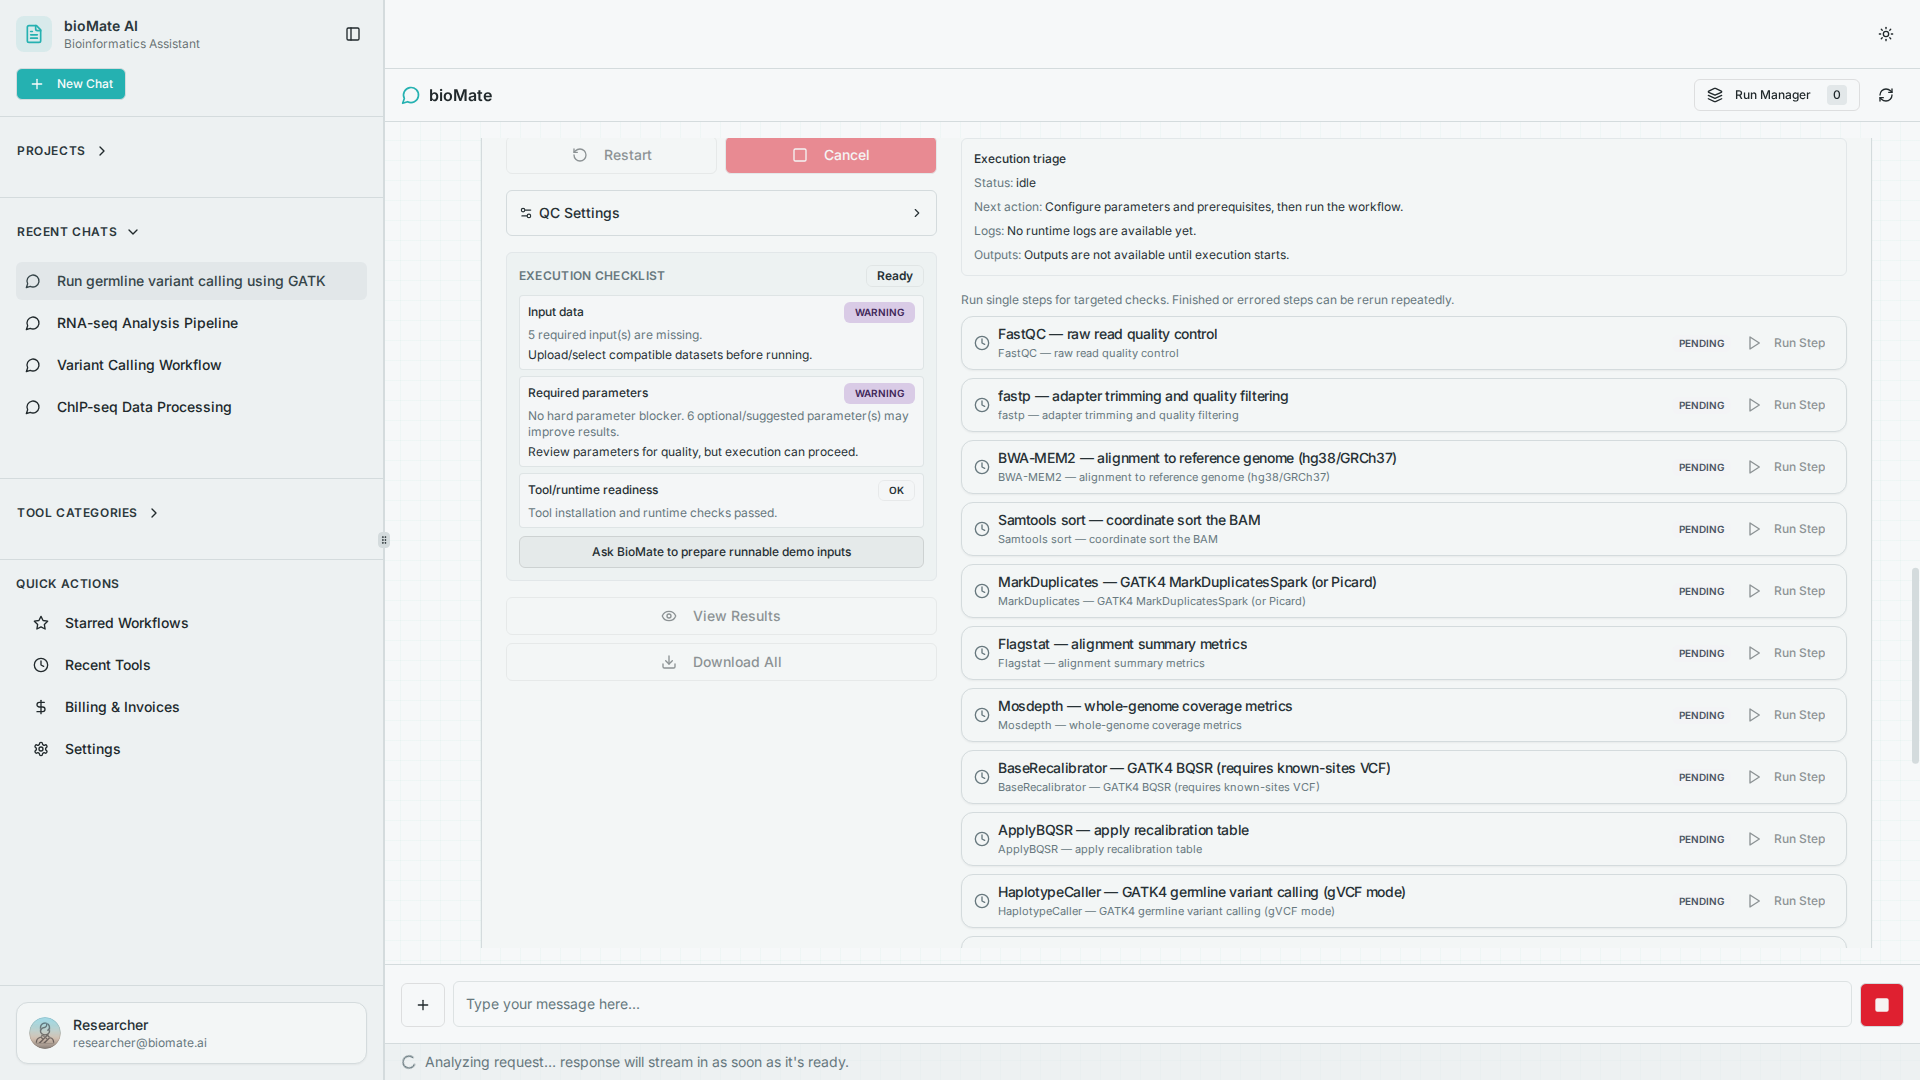 bioMate AI
Bioinformatics Assistant
New Chat
PROJECTS
RECENT CHATS
Run germline variant calling using GATK
RNA-seq Analysis Pipeline
Variant Calling Workflow
ChIP-seq Data Processing
TOOL CATEGORIES
QUICK ACTIONS
Starred Workflows
Recent Tools
Billing & Invoices
Settings
Researcher
researcher@biomate.ai
bioMate
Run Manager 0
Restart
Cancel
QC Settings
EXECUTION CHECKLIST
Ready
Input data
WARNING
5 required input(s) are missing.
Upload/select compatible datasets before running.
Required parameters
WARNING
No hard parameter blocker. 6 optional/suggested parameter(s) may
improve results.
Review parameters for quality, but execution can proceed.
Tool/runtime readiness
OK
Tool installation and runtime checks passed.
Ask BioMate to prepare runnable demo inputs
View Results
Download All
Execution triage
Status: idle
Next action: Configure parameters and prerequisites, then run the workflow.
Logs: No runtime logs are available yet.
Outputs: Outputs are not available until execution starts.
Run single steps for targeted checks. Finished or errored steps can be rerun repeatedly.
FastQC — raw read quality control
FastQC — raw read quality control
PENDING
Run Step
fastp — adapter trimming and quality filtering
fastp — adapter trimming and quality filtering
PENDING
Run Step
BWA-MEM2 — alignment to reference genome (hg38/GRCh37)
BWA-MEM2 — alignment to reference genome (hg38/GRCh37)
PENDING
Run Step
Samtools sort — coordinate sort the BAM
Samtools sort — coordinate sort the BAM
PENDING
Run Step
MarkDuplicates — GATK4 MarkDuplicatesSpark (or Picard)
MarkDuplicates — GATK4 MarkDuplicatesSpark (or Picard)
PENDING
Run Step
Flagstat — alignment summary metrics
Flagstat — alignment summary metrics
PENDING
Run Step
Mosdepth — whole-genome coverage metrics
Mosdepth — whole-genome coverage metrics
PENDING
Run Step
BaseRecalibrator — GATK4 BQSR (requires known-sites VCF)
BaseRecalibrator — GATK4 BQSR (requires known-sites VCF)
PENDING
Run Step
ApplyBQSR — apply recalibration table
ApplyBQSR — apply recalibration table
PENDING
Run Step
HaplotypeCaller — GATK4 germline variant calling (gVCF mode)
HaplotypeCaller — GATK4 germline variant calling (gVCF mode)
PENDING
Run Step
Type your message here...
Analyzing request... response will stream in as soon as it's ready.